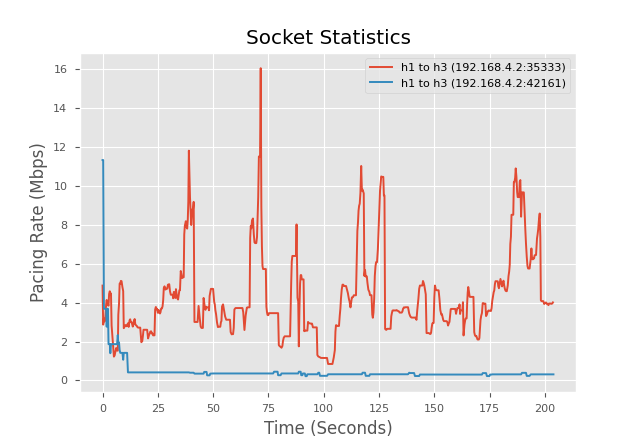 Socket Statistics
h1 to h3 (192.168.4.2:35333)
h1 to h3 (192.168.4.2:42161)
Pacing Rate (Mbps)
16
14
12
10
8
6
4
2
0
0 25 50 75 100 125 150 175 200
Time (Seconds)